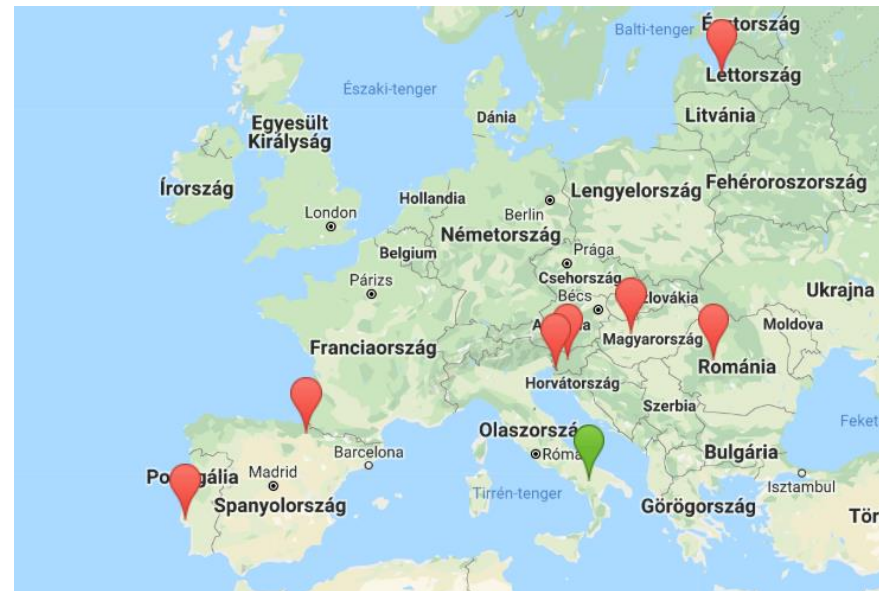 Balti-tenger
Lettország
Északi-tenger
Litvánia
Dánia
Egyesült
Királyság
Írország
Hollandia
Lengyelország
Fehéroroszország
London
Berlin
Németország
Belgium
Prága
Csehország
Párizs
Bécs
Ukrajna
Moldova
Magyarország
Franciaország
Románia
Horvátország
Szerbia
Feket
Olaszország
Barcelona
Róma
Bulgária
Madrid
Isztambul
Spanyolország
Tirrén-tenger
Görögország
Tör